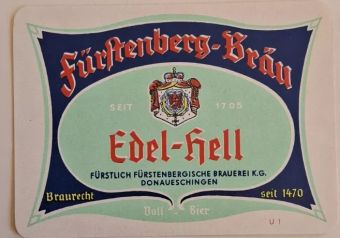 Fürstenberg-Bräu
SEIT 1705
Edel-Hell
FÜRSTLICH FÜRSTENBERGISCHE BRAUEREI K.G.
DONAUESCHINGEN
Braurecht seit 1470
Voll-Bier
U 1